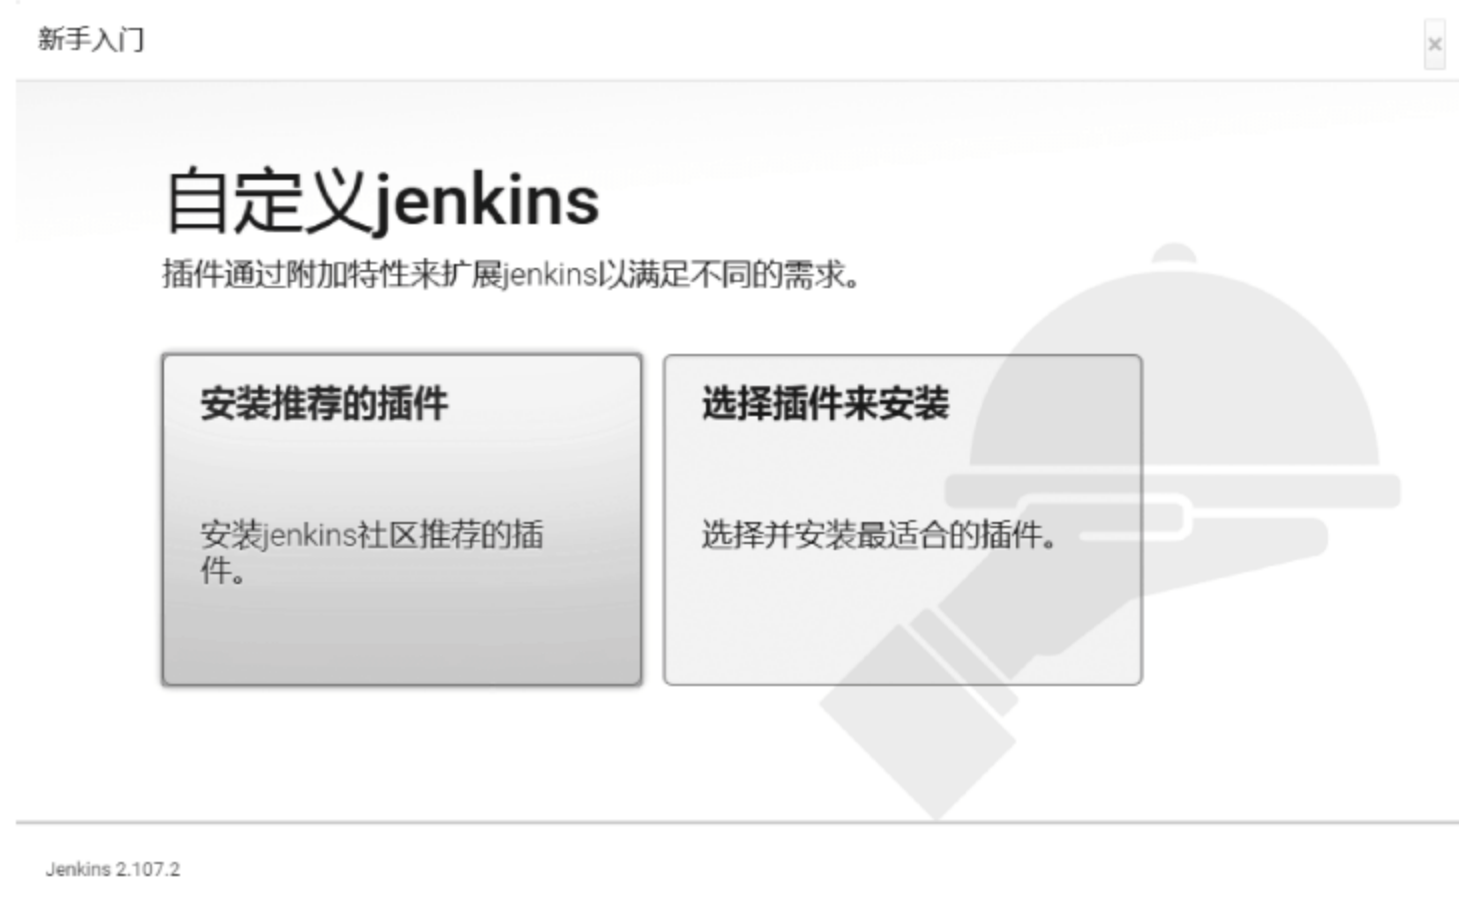 新手入门
×
自定义jenkins
插件通过附加特性来扩展jenkins以满足不同的需求。
安装推荐的插件
安装jenkins社区推荐的插
件。
选择插件来安装
选择并安装最适合的插件。
Jenkins 2.107.2